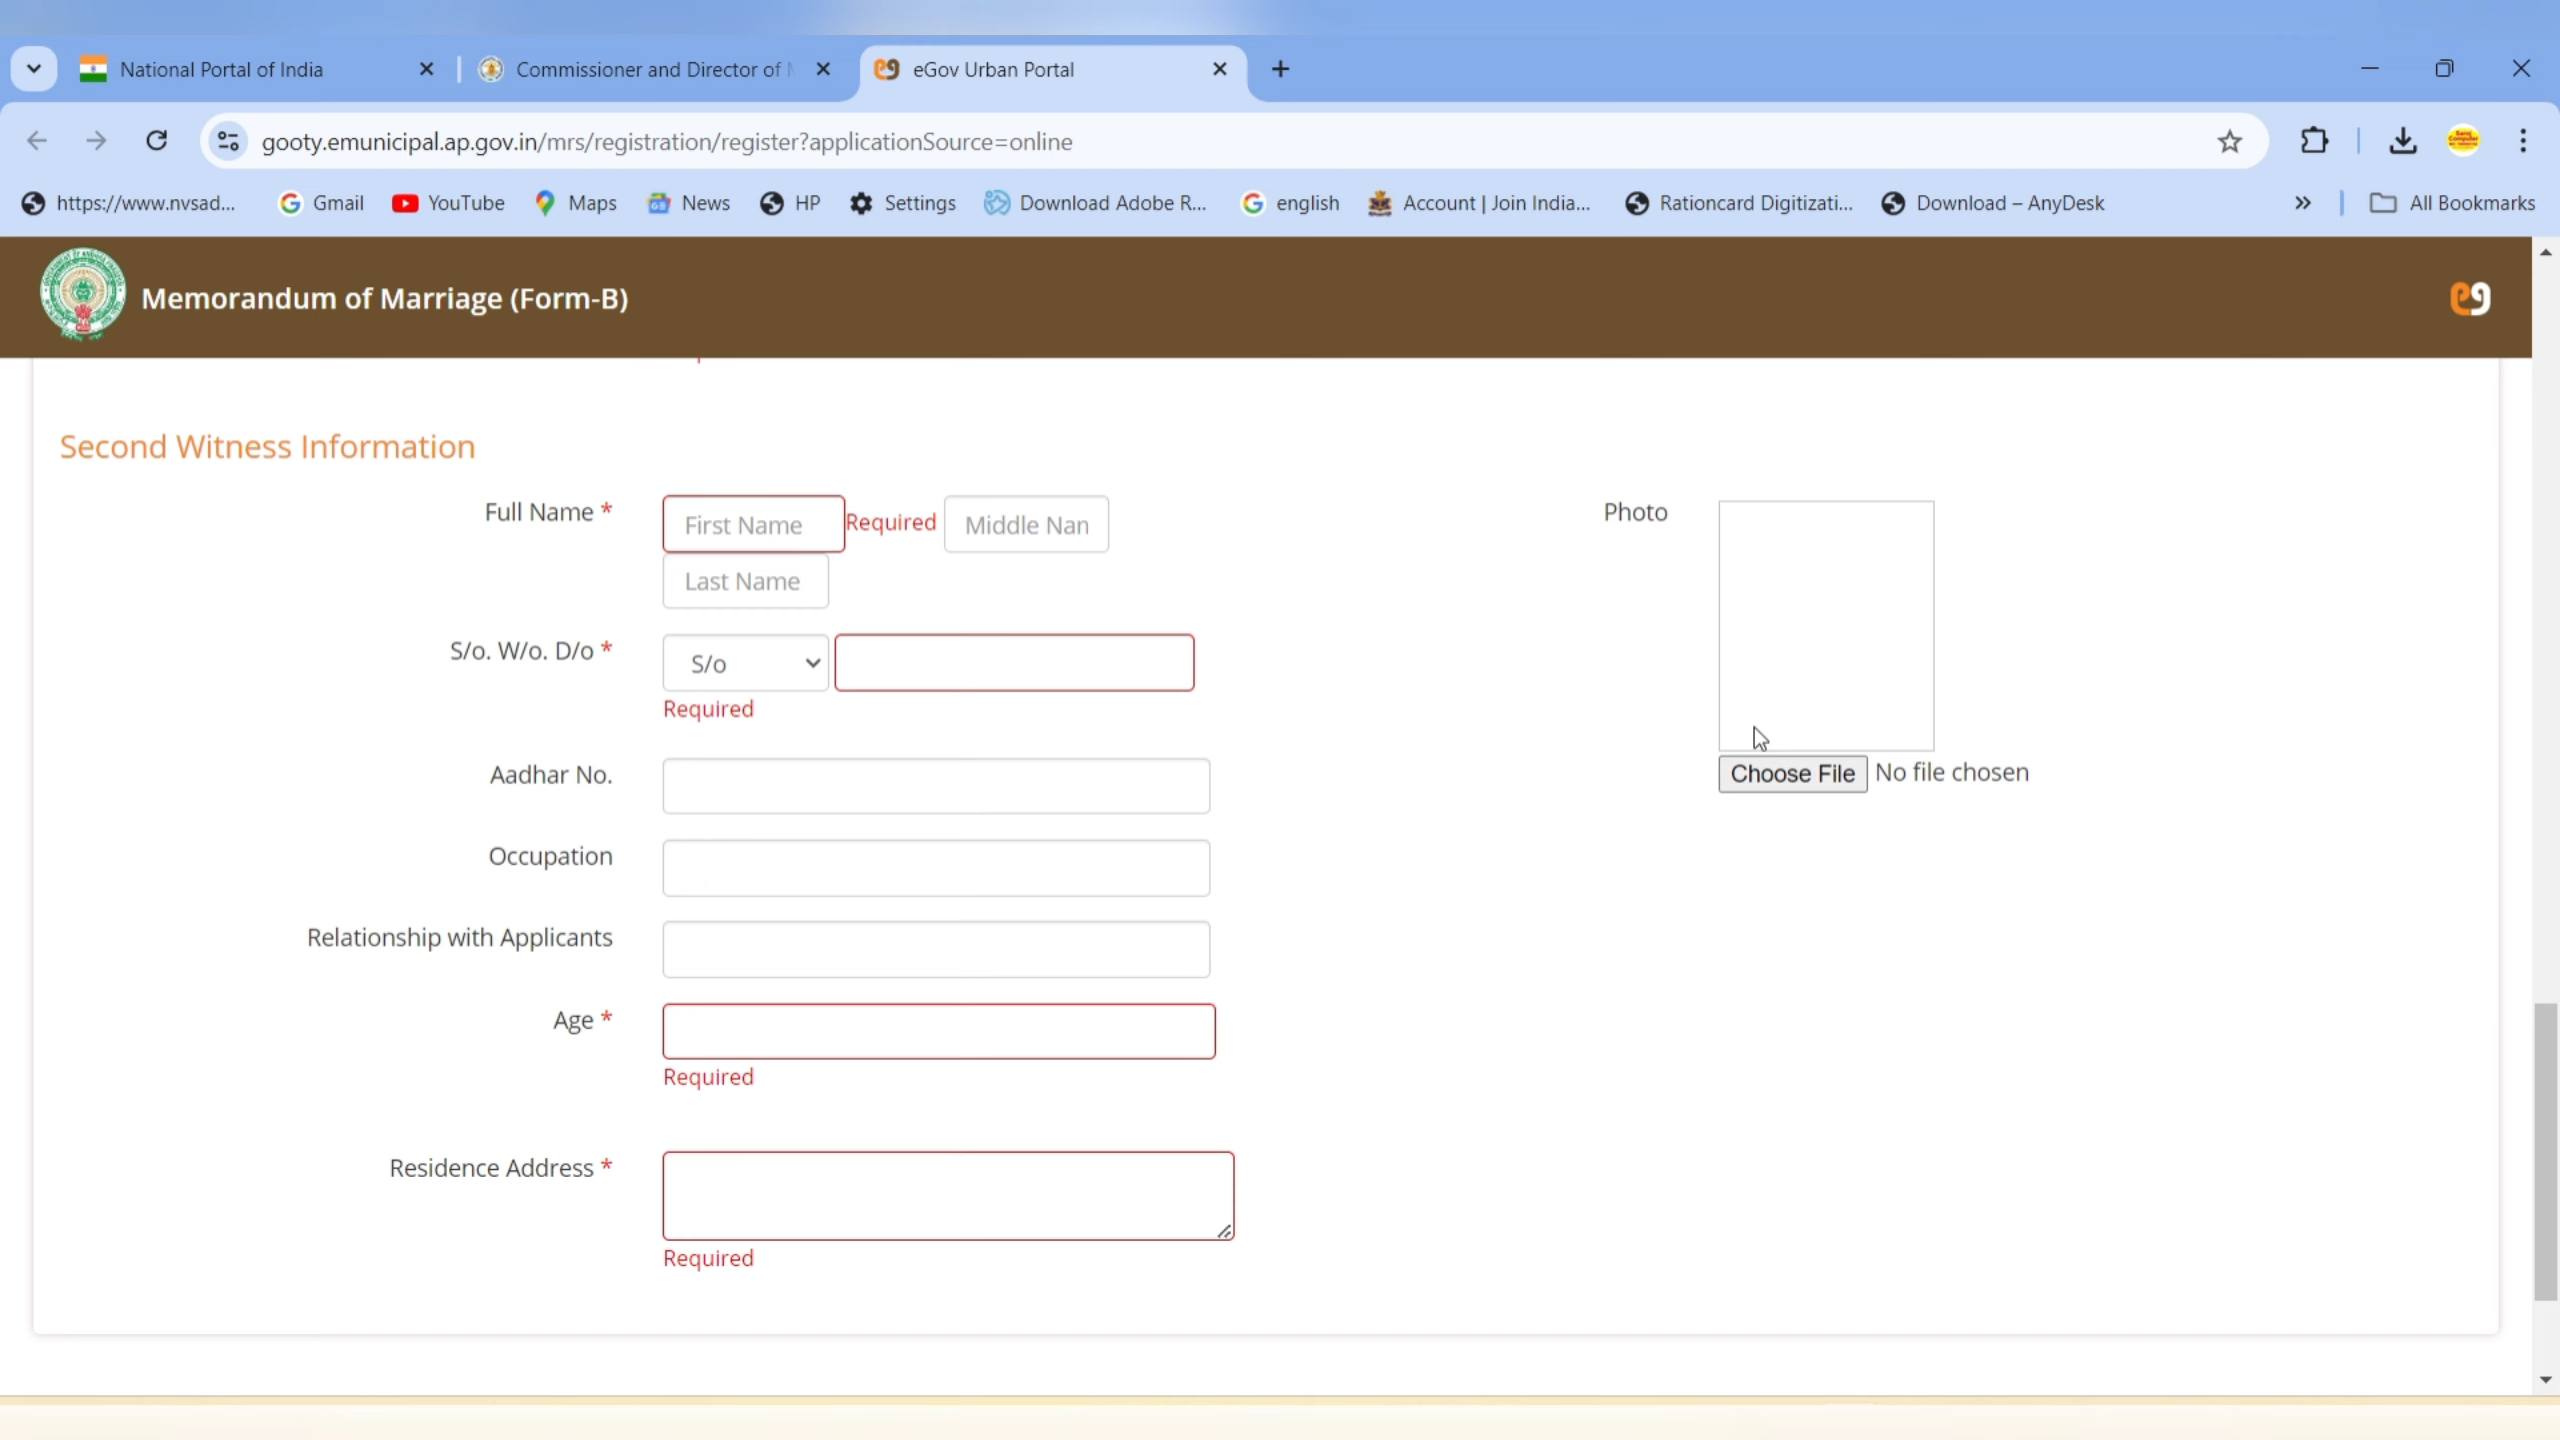 National Portal of India
Commissioner and Director of
eGov Urban Portal
gooty.emunicipal.ap.gov.in/mrs/registration/register?applicationSource=online
https://www.nvsad...
Gmail
YouTube
Maps
News
HP
Settings
Download Adobe R...
english
Account | Join India...
Rationcard Digitizati...
Download – AnyDesk
All Bookmarks
Memorandum of Marriage (Form-B)
Second Witness Information
Full Name * First Name Required Middle Nan
Last Name
Photo
S/o. W/o. D/o * S/o
Required
Aadhar No.
Choose File No file chosen
Occupation
Relationship with Applicants
Age *
Required
Residence Address *
Required